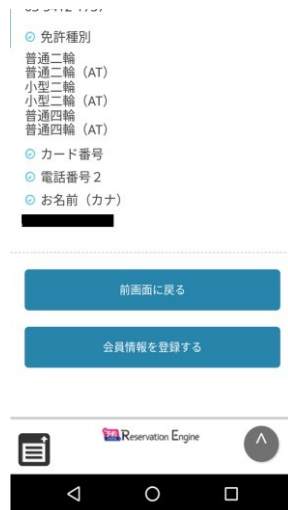 免許種別
普通二輪
普通二輪（AT）
小型二輪
小型二輪（AT）
普通四輪
普通四輪（AT）
カード番号
電話番号２
お名前（カナ）
前画面に戻る
会員情報を登録する
Reservation Engine